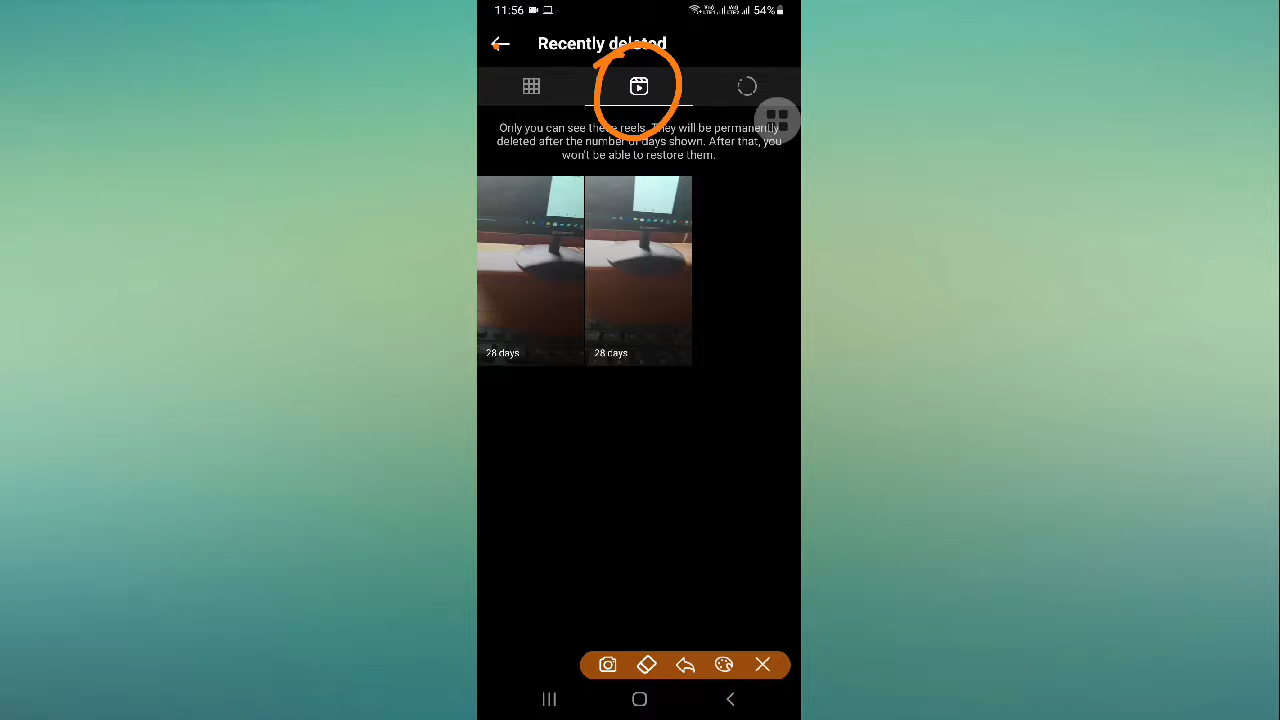 11:56 54%
Recently deleted
Only you can see these reels. They will be permanently
deleted after the number of days shown. After that, you
won't be able to restore them.
28 days 28 days